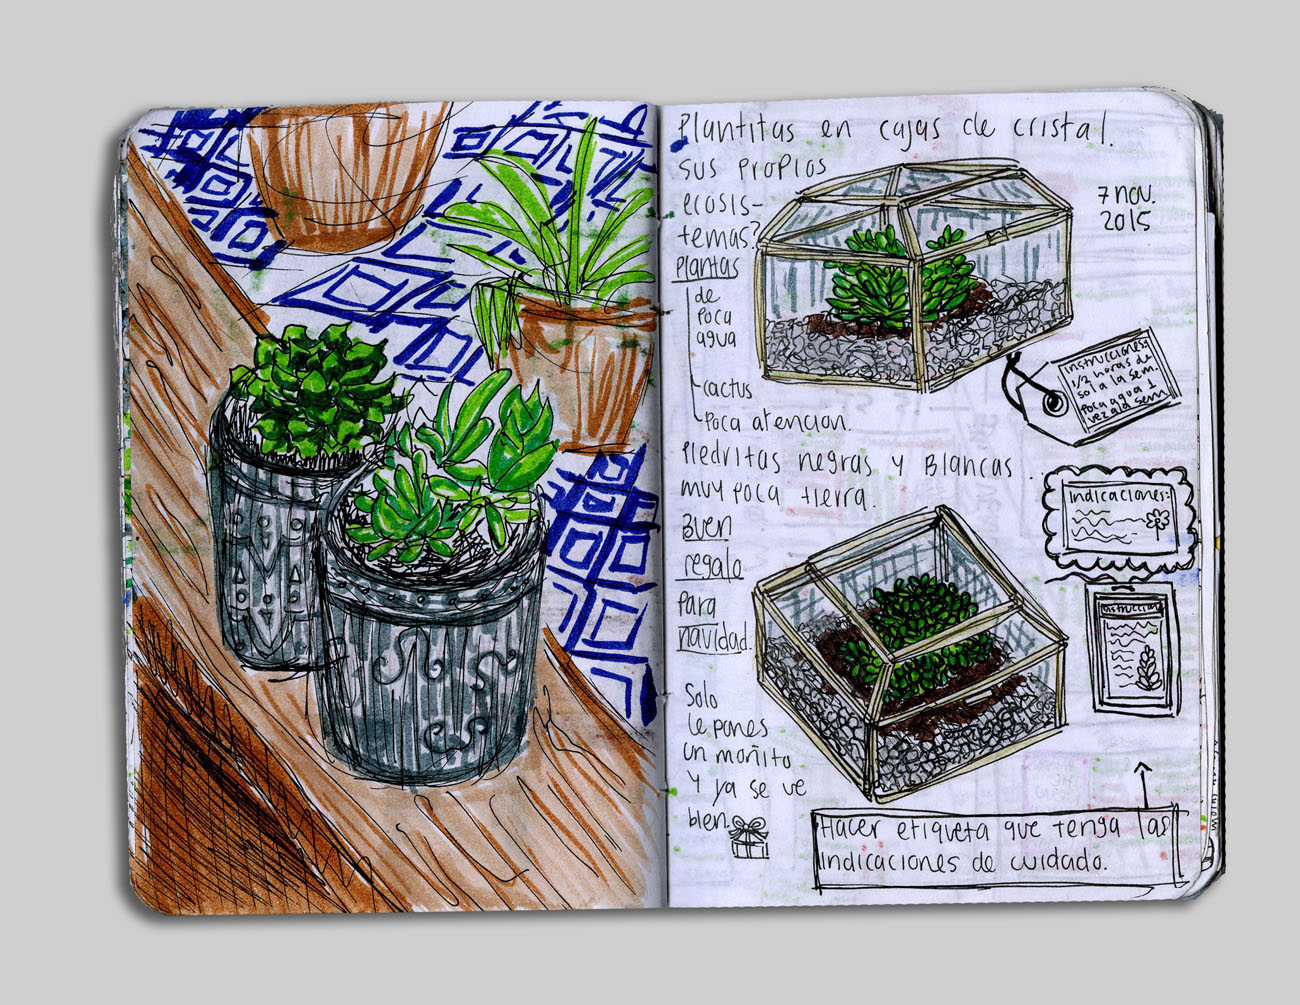 Plantitas en cajas de cristal.
sus propios
ecosis-
temas?
7 nov.
2015
Plantas
de
poca
agua
cactus
Poca atencion.
Instrucciones:
1/2 horas de
sol a la sem.
Poca agua 1
vez a la sem
Piedritas negras y Blancas.
muy poca tierra.
Indicaciones:
Buen
regalo
para
navidad.
Instruccion
Solo
le pones
un moñito
Y ya se ve
bien.
Hacer etiqueta que tenga las
indicaciones de cuidado.